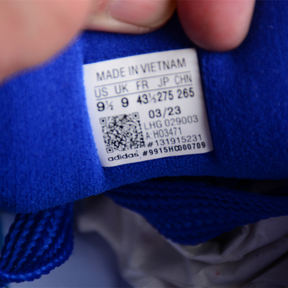 MADE IN VIETNAM
US UK FR JP CHN
9½ 9 43⅓ 275 265
03/23
LHG 029003
A H03471
#131915231
adidas #9915HC000709